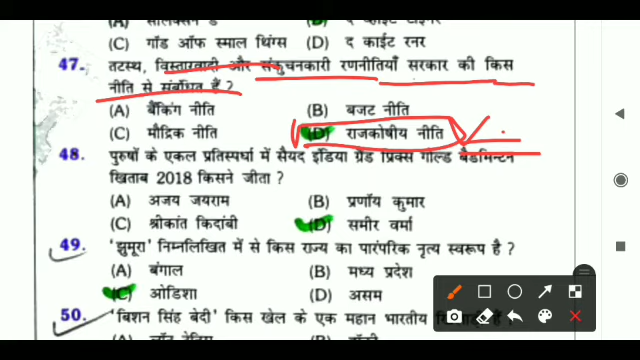 (C) गॉड ऑफ स्माल थिंग्स (D) द काईट रनर
47. तटस्थ, विस्तारवादी और संकुचनकारी रणनीतियाँ सरकार की किस
नीति से संबंधित हैं ?
(A) बैंकिंग नीति (B) बजट नीति
(C) मौद्रिक नीति (D) राजकोषीय नीति
48. पुरुषों के एकल प्रतिस्पर्धा में सैयद इंडिया ग्रैंड प्रिक्स गोल्ड बैडमिन्टन
खिताब 2018 किसने जीता ?
(A) अजय जयराम (B) प्रणॉय कुमार
(C) श्रीकांत किदांबी (D) समीर वर्मा
49. 'झुमूरा' निम्नलिखित में से किस राज्य का पारंपरिक नृत्य स्वरूप है ?
(A) बंगाल (B) मध्य प्रदेश
(C) ओडिशा (D) असम
50. 'बिशन सिंह बेदी' किस खेल के एक महान भारतीय